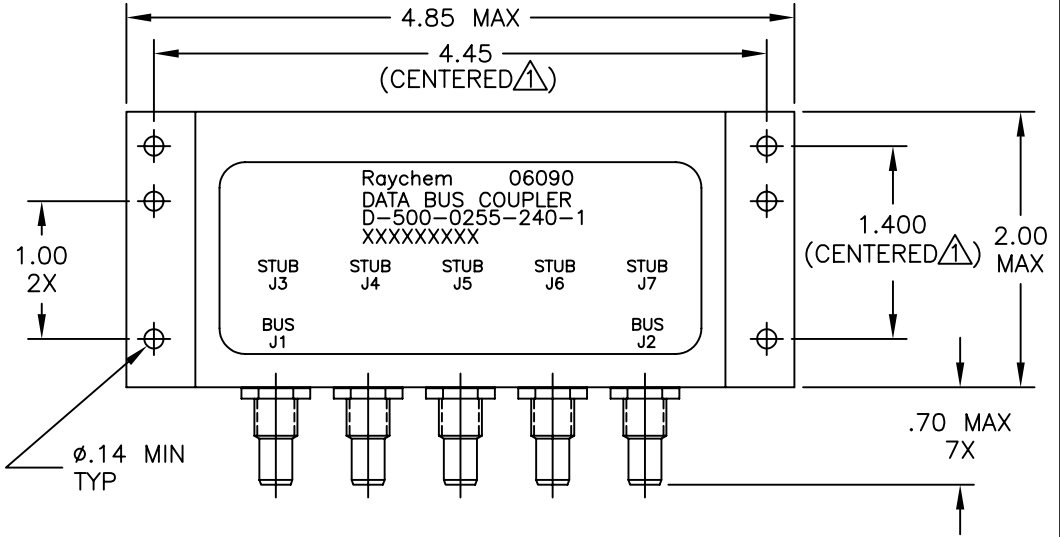 4.85 MAX
4.45
(CENTERED 1)
Raychem 06090
DATA BUS COUPLER
D-500-0255-240-1
XXXXXXXXX
STUB J3
STUB J4
STUB J5
STUB J6
STUB J7
BUS J1
BUS J2
1.00
2X
1.400
(CENTERED 1)
2.00
MAX
.70 MAX
7X
ø.14 MIN
TYP